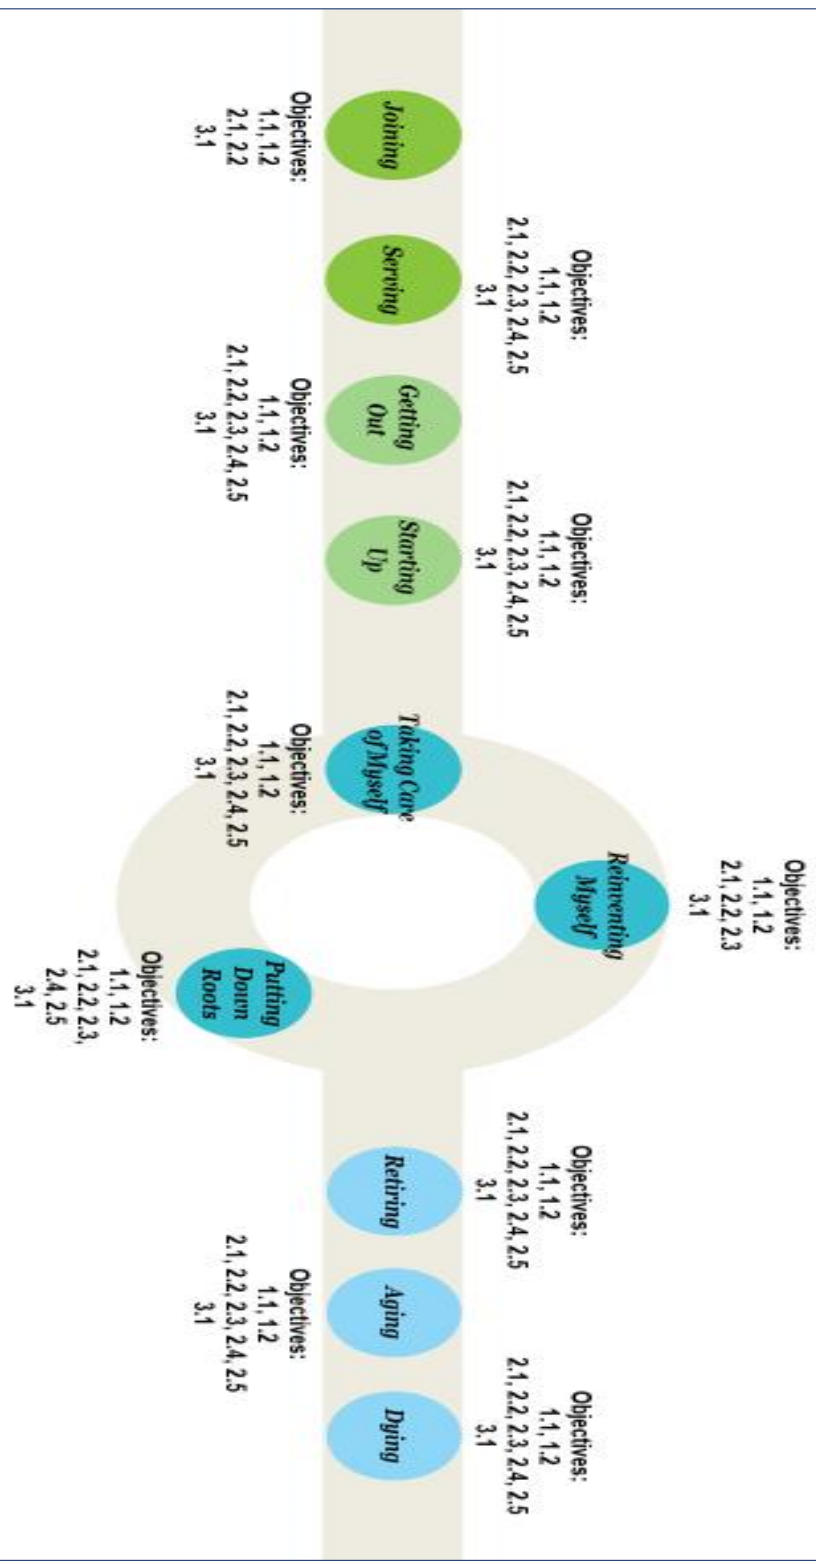 Joining
Objectives:
1.1, 1.2
2.1, 2.2
3.1
Objectives:
1.1, 1.2
2.1, 2.2, 2.3, 2.4, 2.5
3.1
Serving
Getting
Out
Objectives:
1.1, 1.2
2.1, 2.2, 2.3, 2.4, 2.5
3.1
Objectives:
1.1, 1.2
2.1, 2.2, 2.3, 2.4, 2.5
3.1
Starting
Up
Taking Care
of Myself
Objectives:
1.1, 1.2
2.1, 2.2, 2.3, 2.4, 2.5
3.1
Objectives:
1.1, 1.2
2.1, 2.2, 2.3
3.1
Reinventing
Myself
Putting
Down
Roots
Objectives:
1.1, 1.2
2.1, 2.2, 2.3,
2.4, 2.5
3.1
Objectives:
1.1, 1.2
2.1, 2.2, 2.3, 2.4, 2.5
3.1
Retiring
Aging
Objectives:
1.1, 1.2
2.1, 2.2, 2.3, 2.4, 2.5
3.1
Objectives:
1.1, 1.2
2.1, 2.2, 2.3, 2.4, 2.5
3.1
Dying